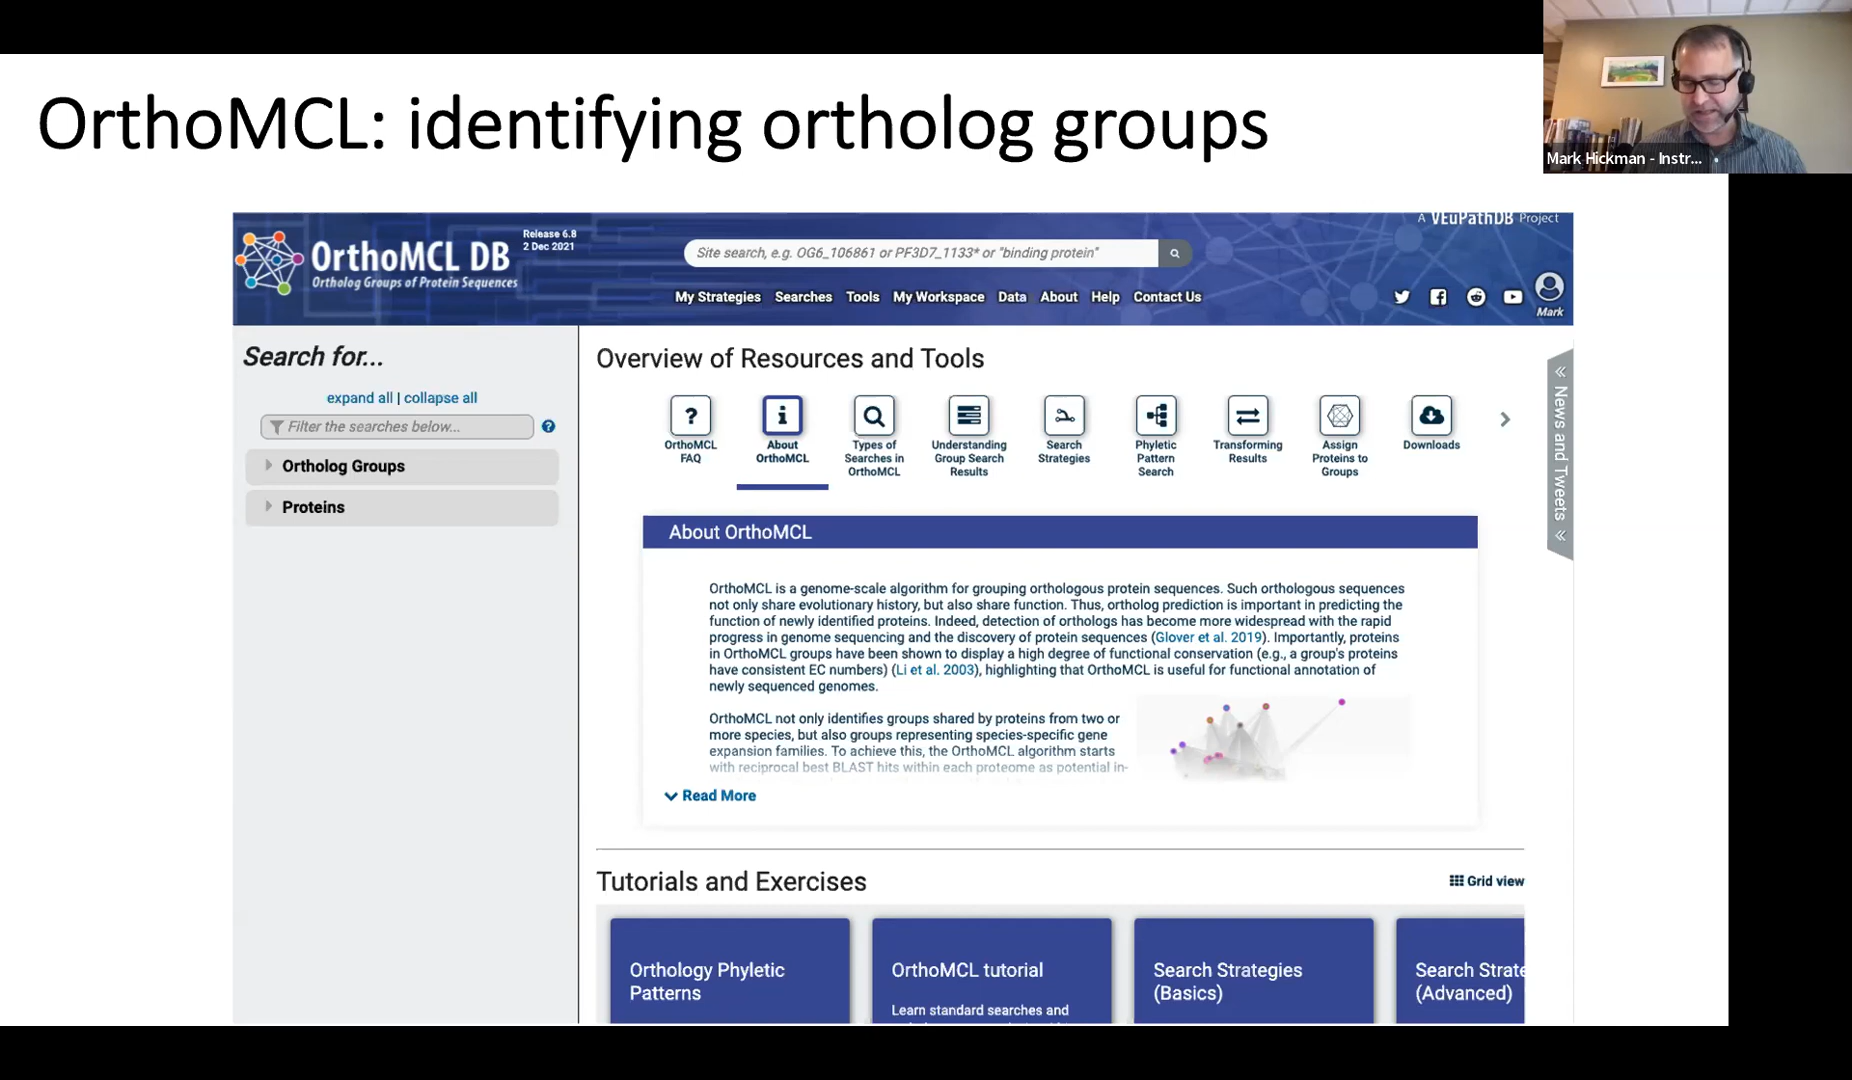 OrthoMCL: identifying ortholog groups
Mark Hickman - Instr...
OrthoMCL DB
Ortholog Groups of Protein Sequences
Release 6.8
2 Dec 2021
Site search, e.g. OG6_106861 or PF3D7_1133* or "binding protein"
A VEuPathDB Project
My Strategies Searches Tools My Workspace Data About Help Contact Us
Mark
Search for...
expand all | collapse all
Filter the searches below...
Ortholog Groups
Proteins
Overview of Resources and Tools
OrthoMCL
FAQ
About
OrthoMCL
Types of
Searches in
OrthoMCL
Understanding
Group Search
Results
Search
Strategies
Phyletic
Pattern
Search
Transforming
Results
Assign
Proteins to
Groups
Downloads
News and Tweets
About OrthoMCL
OrthoMCL is a genome-scale algorithm for grouping orthologous protein sequences. Such orthologous sequences
not only share evolutionary history, but also share function. Thus, ortholog prediction is important in predicting the
function of newly identified proteins. Indeed, detection of orthologs has become more widespread with the rapid
progress in genome sequencing and the discovery of protein sequences (Glover et al. 2019). Importantly, proteins
in OrthoMCL groups have been shown to display a high degree of functional conservation (e.g., a group's proteins
have consistent EC numbers) (Li et al. 2003), highlighting that OrthoMCL is useful for functional annotation of
newly sequenced genomes.
OrthoMCL not only identifies groups shared by proteins from two or
more species, but also groups representing species-specific gene
expansion families. To achieve this, the OrthoMCL algorithm starts
with reciprocal best BLAST hits within each proteome as potential in-
Read More
Tutorials and Exercises
Grid view
Orthology Phyletic
Patterns
OrthoMCL tutorial
Learn standard searches and
Search Strategies
(Basics)
Search Strate
(Advanced)